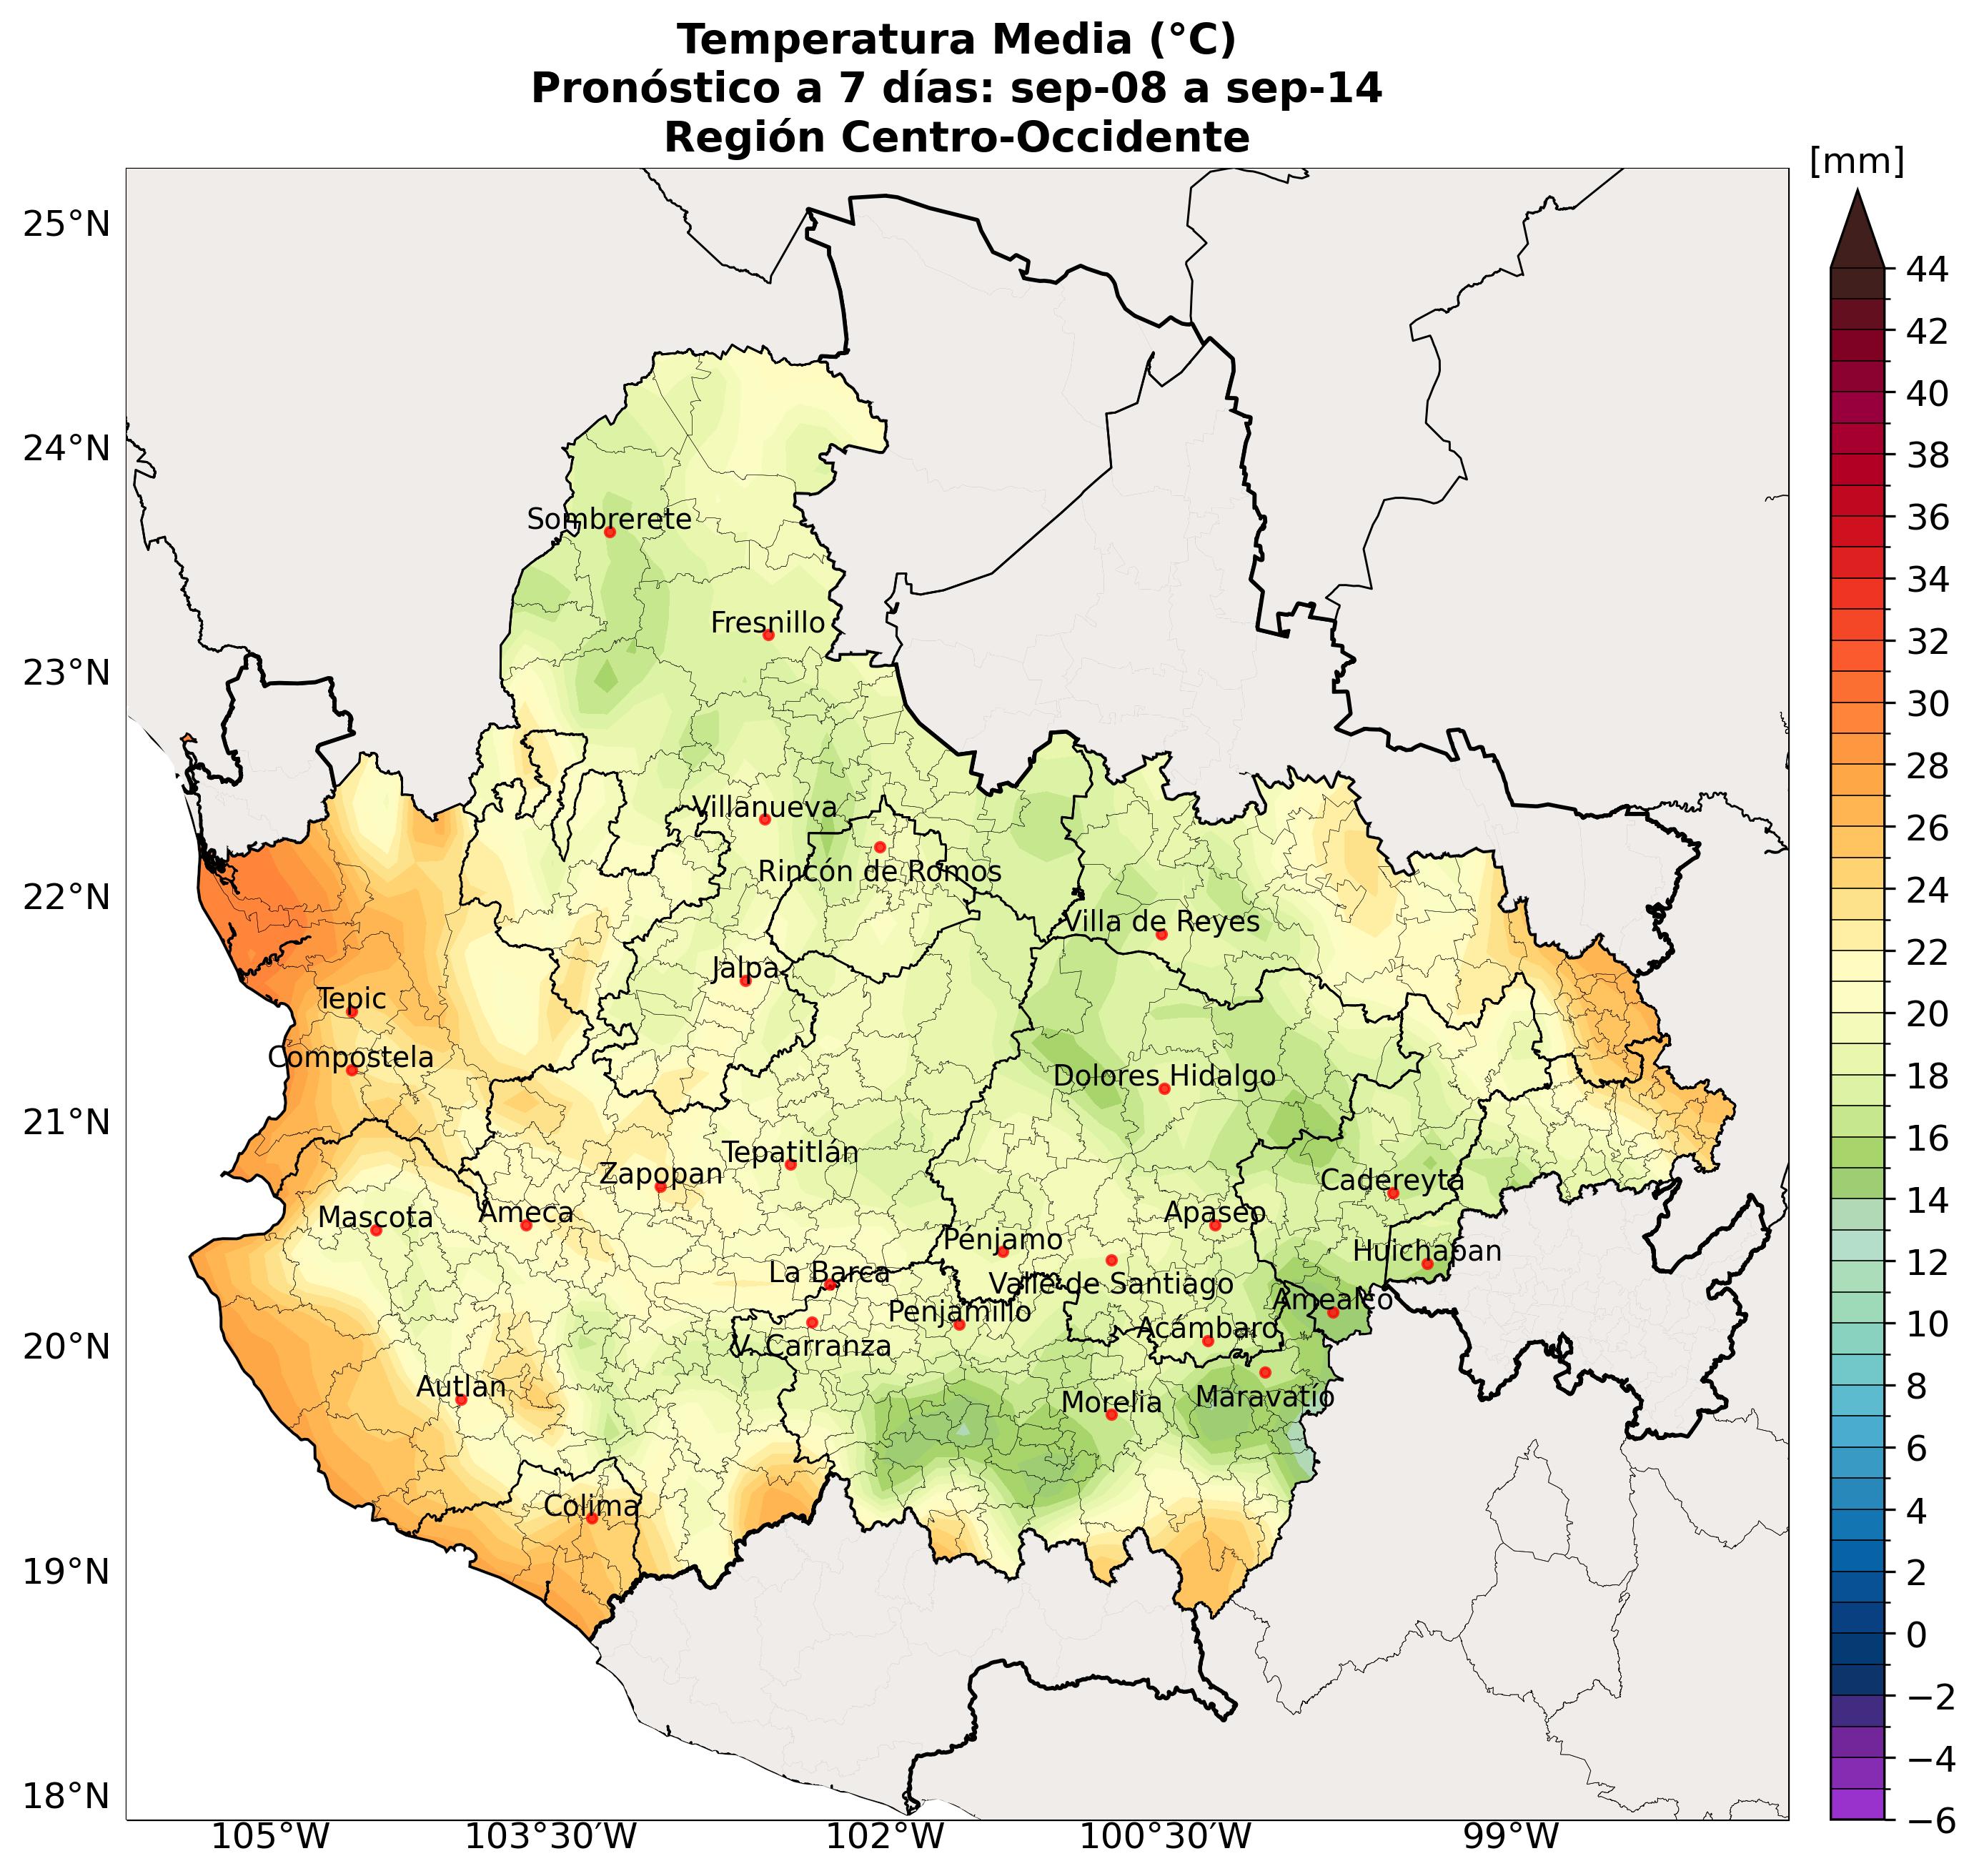 Temperatura Media (°C)
Pronóstico a 7 días: sep-08 a sep-14
Región Centro-Occidente
[mm]
25°N
24°N
23°N
22°N
21°N
20°N
19°N
18°N
105°W
103°30′W
102°W
100°30′W
99°W
44
42
40
38
36
34
32
30
28
26
24
22
20
18
16
14
12
10
8
6
4
2
0
−2
−4
−6
Sombrerete
Fresnillo
Villanueva
Rincón de Romos
Villa de Reyes
Jalpa
Tepic
Compostela
Dolores Hidalgo
Tepatitlán
Zapopan
Cadereyta
Mascota
Ameca
Apaseo
Pénjamo
Huichapan
La Barca
Valle de Santiago
Amealco
Penjamillo
Acámbaro
V. Carranza
Autlan
Morelia
Maravatío
Colima